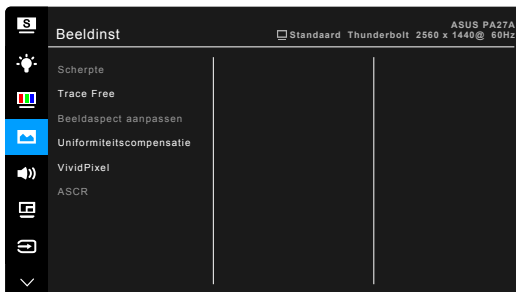 S
ASUS PA27A
Beeldinst
Standaard Thunderbolt 2560 x 1440@ 60Hz
Scherpte
Trace Free
Beeldaspect aanpassen
Uniformiteitscompensatie
VividPixel
ASCR